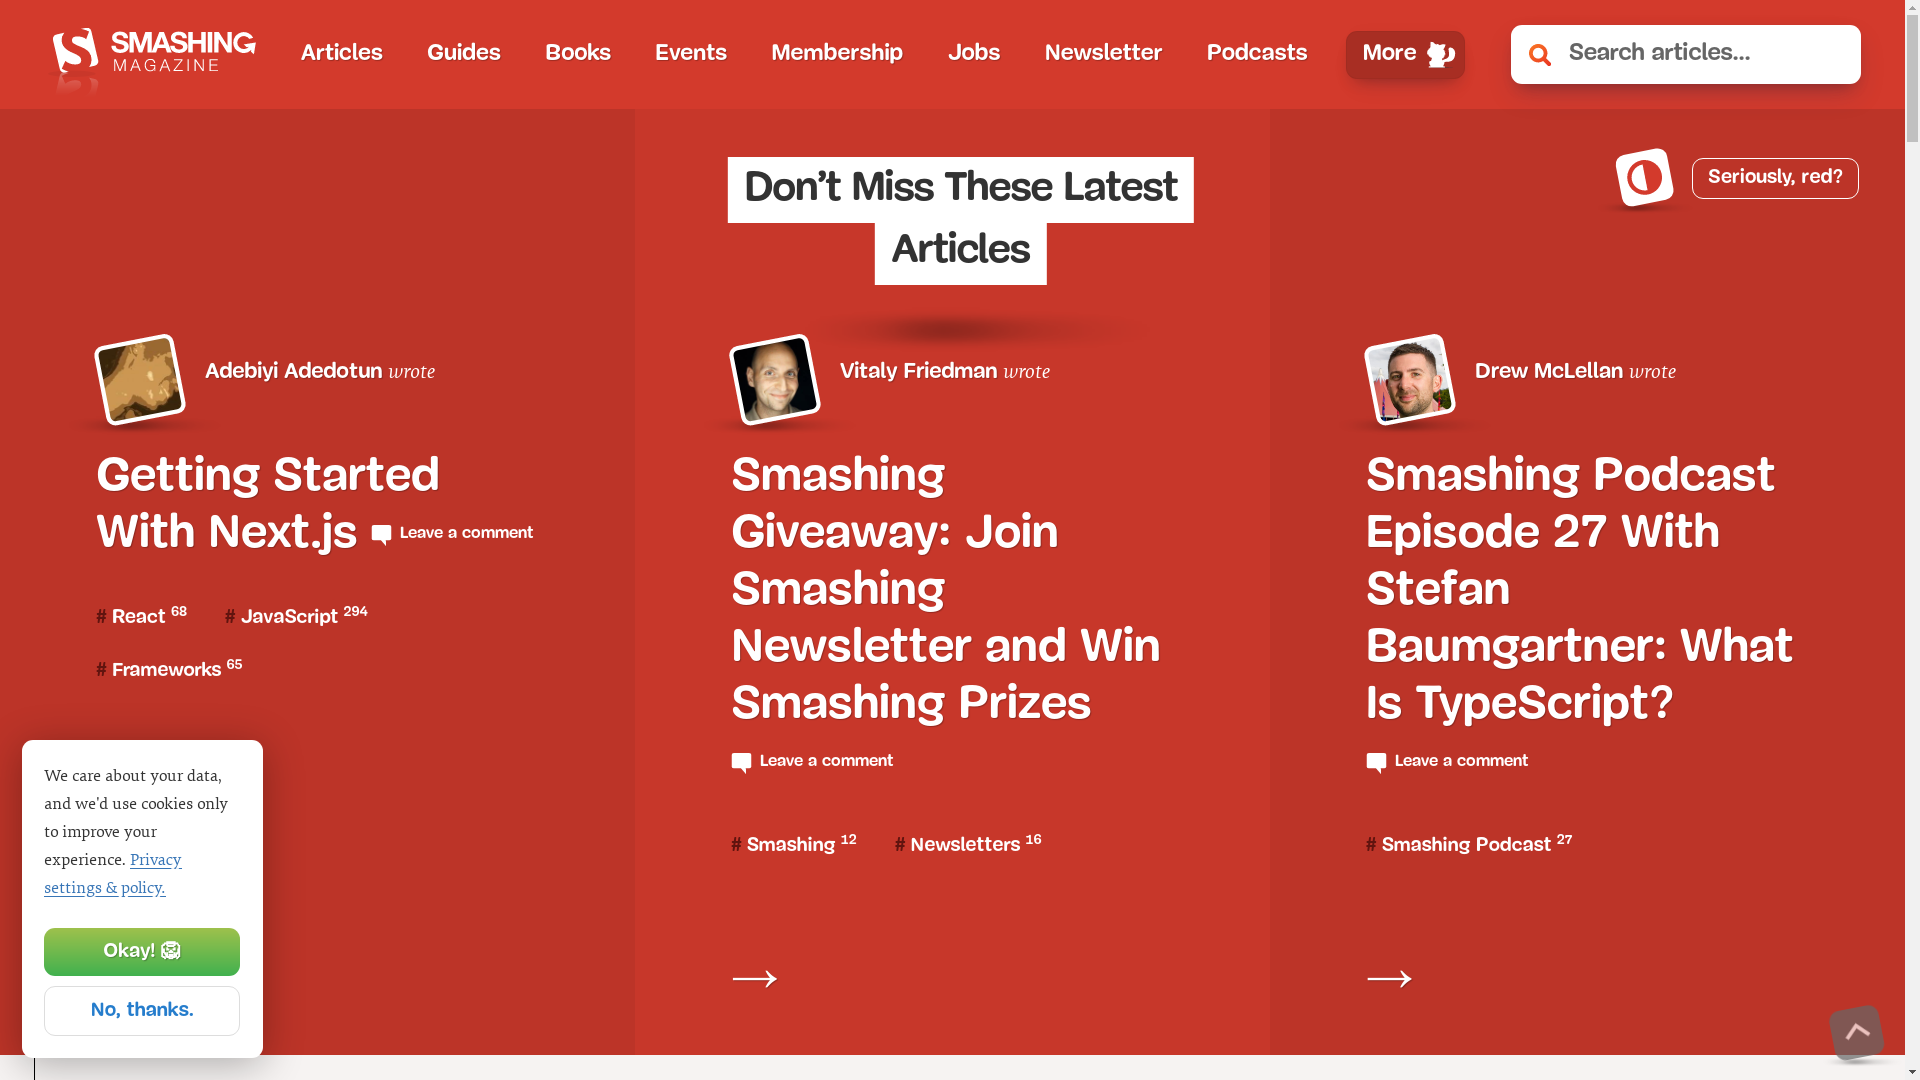 SMASHING
MAGAZINE
Articles
Guides
Books
Events
Membership
Jobs
Newsletter
Podcasts
More
Search articles...
Don’t Miss These Latest
Articles
Seriously, red?
Adebiyi Adedotun wrote
Getting Started
With Next.js
Leave a comment
# React 68
# JavaScript 294
# Frameworks 65
Vitaly Friedman wrote
Smashing
Giveaway: Join
Smashing
Newsletter and Win
Smashing Prizes
Leave a comment
# Smashing 12
# Newsletters 16
→
Drew McLellan wrote
Smashing Podcast
Episode 27 With
Stefan
Baumgartner: What
Is TypeScript?
Leave a comment
# Smashing Podcast 27
→
We care about your data,
and we'd use cookies only
to improve your
experience. Privacy
settings & policy.
Okay! 🦁
No, thanks.